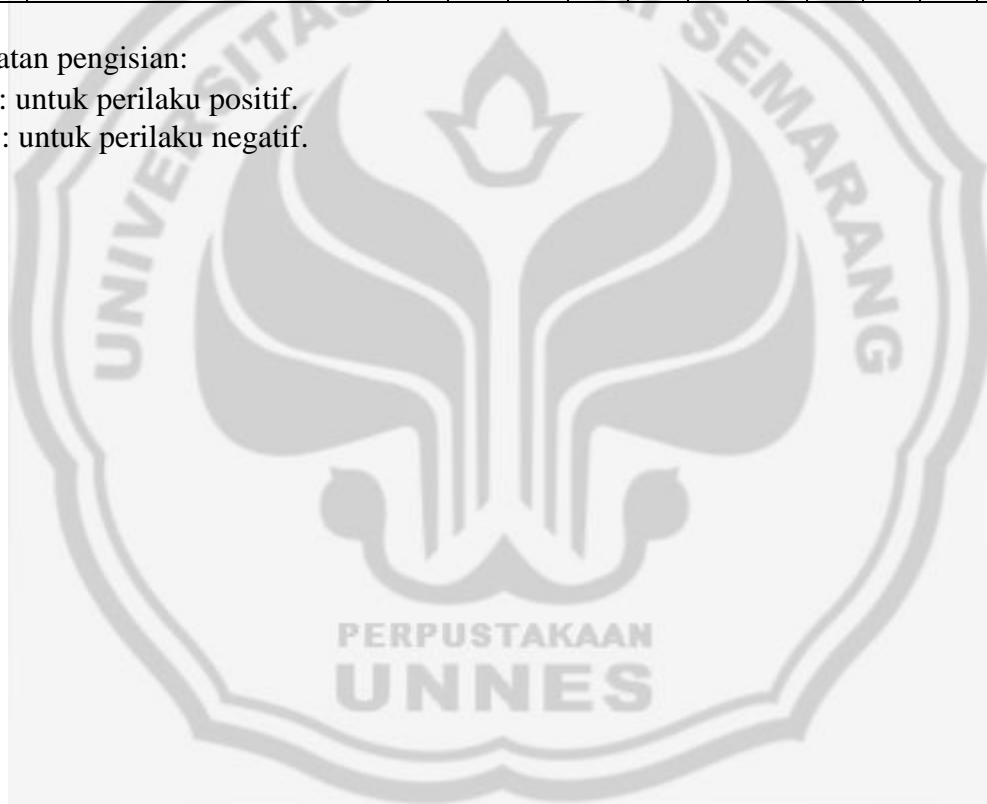 UNIVERSITAS SEMARANG
atan pengisian:
: untuk perilaku positif.
: untuk perilaku negatif.
PERPUSTAKAAN
UNNES